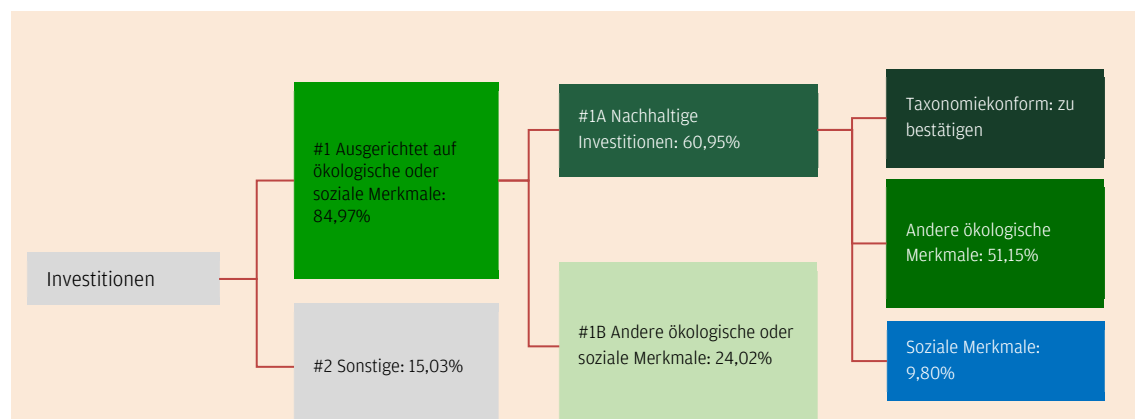 Investitionen
#1 Ausgerichtet auf
ökologische oder
soziale Merkmale:
84,97%
#2 Sonstige: 15,03%
#1A Nachhaltige
Investitionen: 60,95%
#1B Andere ökologische oder
soziale Merkmale: 24,02%
Taxonomiekonform: zu
bestätigen
Andere ökologische
Merkmale: 51,15%
Soziale Merkmale:
9,80%